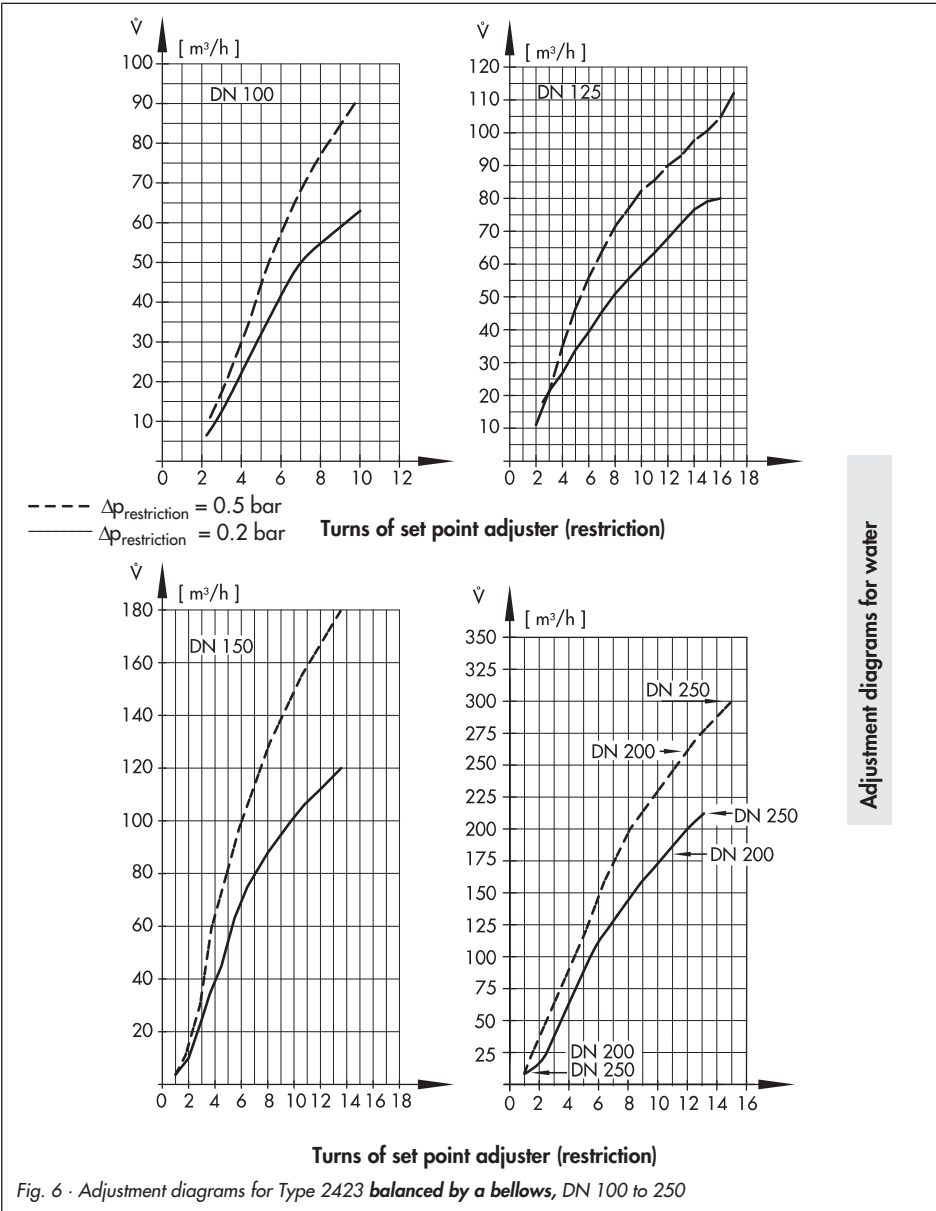 V̇
[ m³/h ]
DN 100
100
90
80
70
60
50
40
30
20
10
0 2 4 6 8 10 12
V̇
[ m³/h ]
DN 125
120
110
100
90
80
70
60
50
40
30
20
10
0 2 4 6 8 10 12 14 16 18
Δp restriction = 0.5 bar
Δp restriction = 0.2 bar
Turns of set point adjuster (restriction)
V̇
[ m³/h ]
DN 150
180
160
140
120
100
80
60
40
20
0 2 4 6 8 10 12 14 16 18
V̇
[ m³/h ]
350
325
300
275
250
225
200
175
150
125
100
75
50
25
DN 250
DN 200
DN 250
DN 200
DN 200
DN 250
0 2 4 6 8 10 12 14 16
Turns of set point adjuster (restriction)
Adjustment diagrams for water
Fig. 6 · Adjustment diagrams for Type 2423 balanced by a bellows, DN 100 to 250